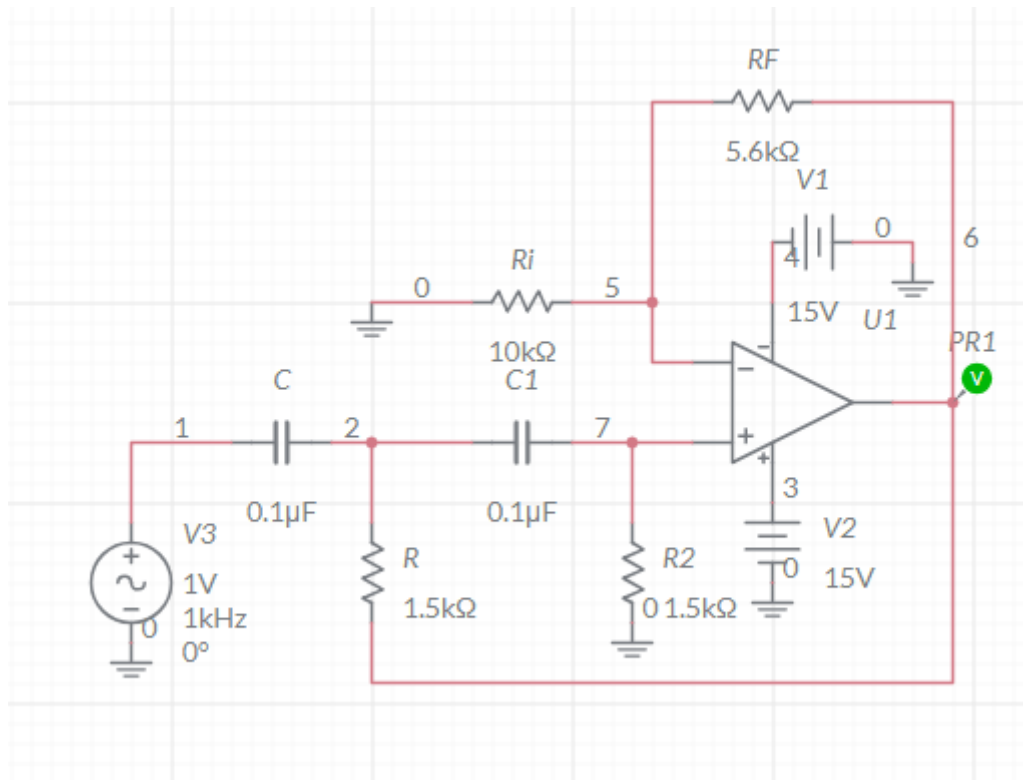 RF
5.6kΩ
V1
0
4
6
Ri
0
5
15V
U1
10kΩ
PR1
V
C
C1
1
2
7
−
−
+
+
3
0.1µF
0.1µF
V3
+
1V
−
1kHz
0
0°
R
1.5kΩ
R2
0 1.5kΩ
V2
0
15V